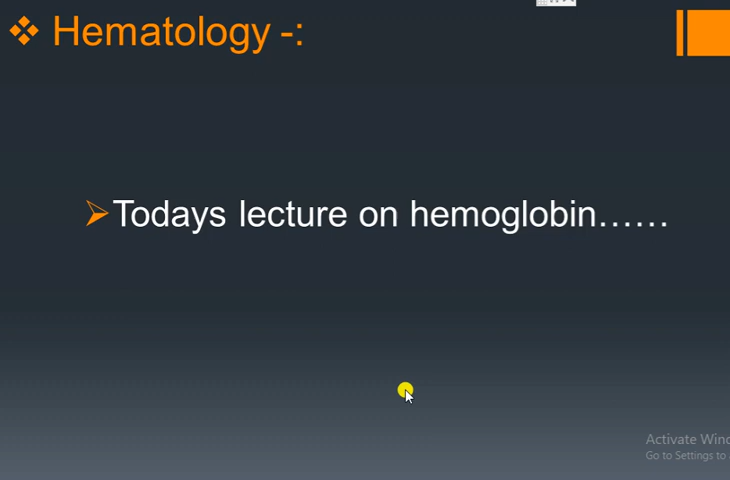 Hematology -:
Todays lecture on hemoglobin……
Activate Wind
Go to Settings to